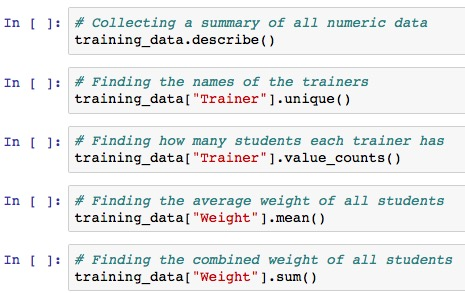 In [ ]: # Collecting a summary of all numeric data
training_data.describe()
In [ ]: # Finding the names of the trainers
training_data["Trainer"].unique()
In [ ]: # Finding how many students each trainer has
training_data["Trainer"].value_counts()
In [ ]: # Finding the average weight of all students
training_data["Weight"].mean()
In [ ]: # Finding the combined weight of all students
training_data["Weight"].sum()